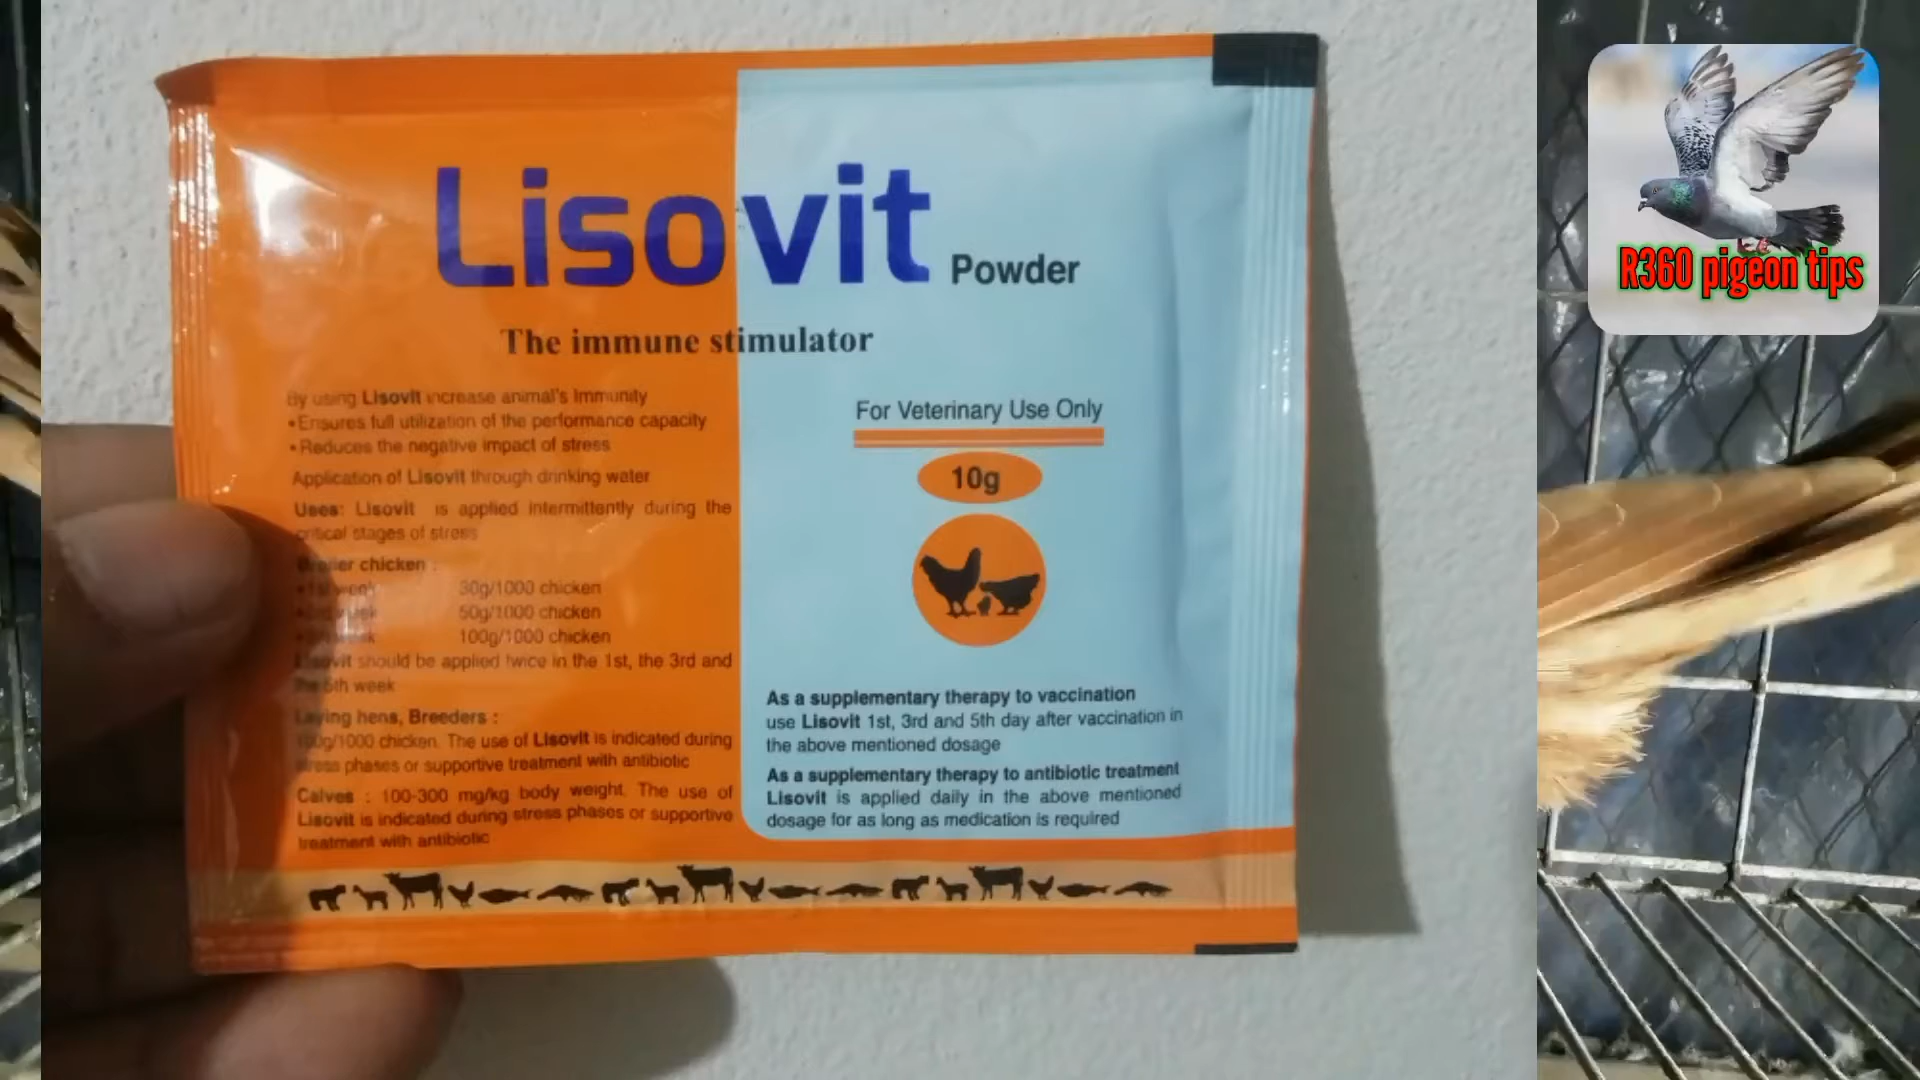 Lisovit Powder
The immune stimulator
By using Lisovit increase animal's Immunity
•Ensures full utilization of the performance capacity
•Reduces the negative impact of stress
Application of Lisovit through drinking water
Uses: Lisovit is applied intermittently during the
critical stages of stress
chicken :
30g/1000 chicken
50g/1000 chicken
100g/1000 chicken
Lisovit should be applied twice in the 1st, the 3rd and
the 5th week
Laying hens, Breeders :
100g/1000 chicken. The use of Lisovit is indicated during
stress phases or supportive treatment with antibiotic
Calves : 100-300 mg/kg body weight. The use of
Lisovit is indicated during stress phases or supportive
treatment with antibiotic
For Veterinary Use Only
10g
As a supplementary therapy to vaccination
use Lisovit 1st, 3rd and 5th day after vaccination in
the above mentioned dosage
As a supplementary therapy to antibiotic treatment
Lisovit is applied daily in the above mentioned
dosage for as long as medication is required
R360 pigeon tips